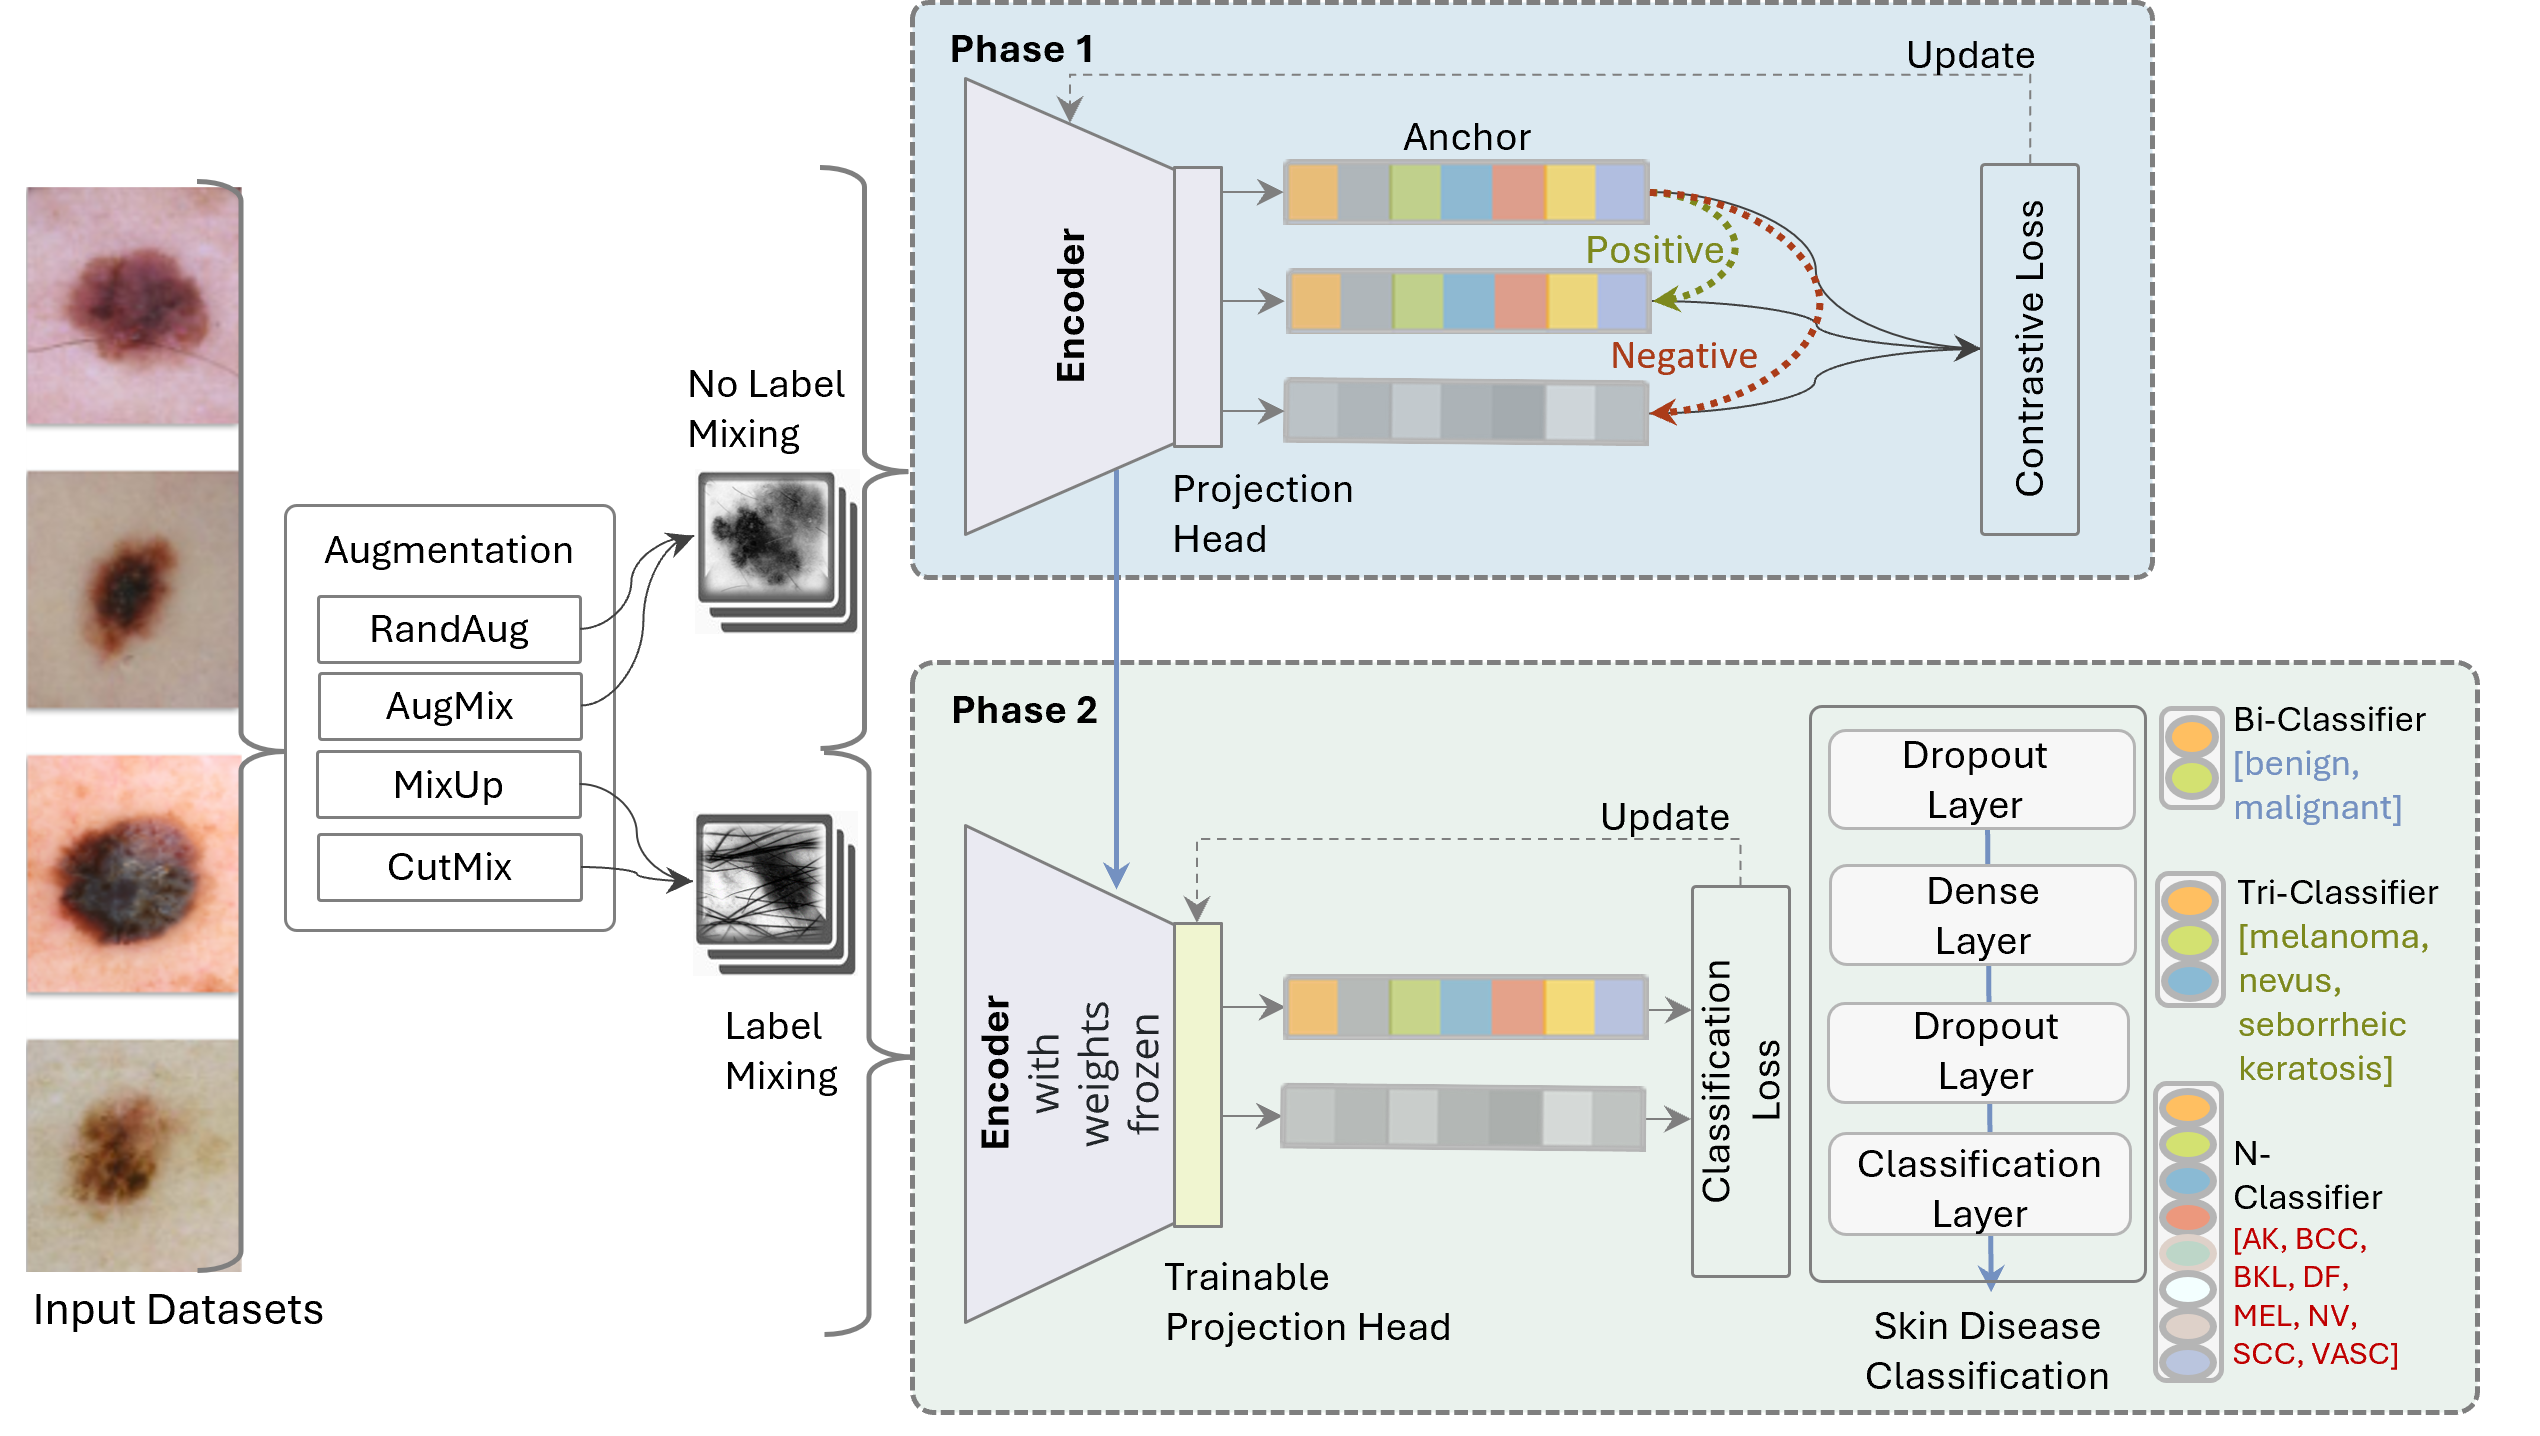 Input Datasets
Augmentation
RandAug
AugMix
MixUp
CutMix
No Label
Mixing
Label
Mixing
Phase 1
Update
Encoder
Anchor
Positive
Negative
Projection
Head
Contrastive Loss
Phase 2
Update
Encoder
with
weights
frozen
Trainable
Projection Head
Classification
Loss
Dropout
Layer
Dense
Layer
Dropout
Layer
Classification
Layer
Skin Disease
Classification
Bi-Classifier
[benign,
malignant]
Tri-Classifier
[melanoma,
nevus,
seborrheic
keratosis]
N-
Classifier
[AK, BCC,
BKL, DF,
MEL, NV,
SCC, VASC]